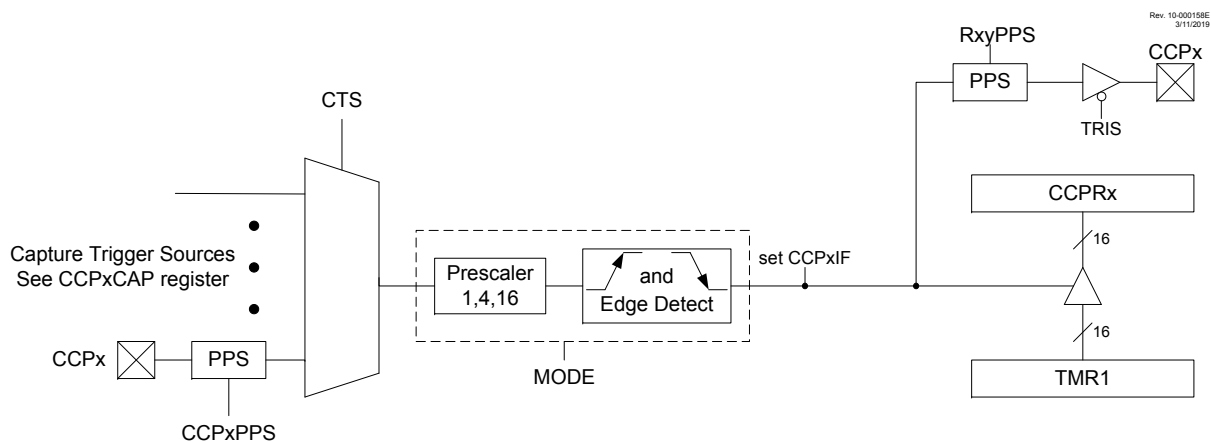 Rev. 10-000158E
3/11/2019
RxyPPS
CCPx
PPS
TRIS
CTS
CCPRx
16
Capture Trigger Sources
See CCPxCAP register
Prescaler
1,4,16
and
Edge Detect
set CCPxIF
16
CCPx
PPS
MODE
TMR1
CCPxPPS